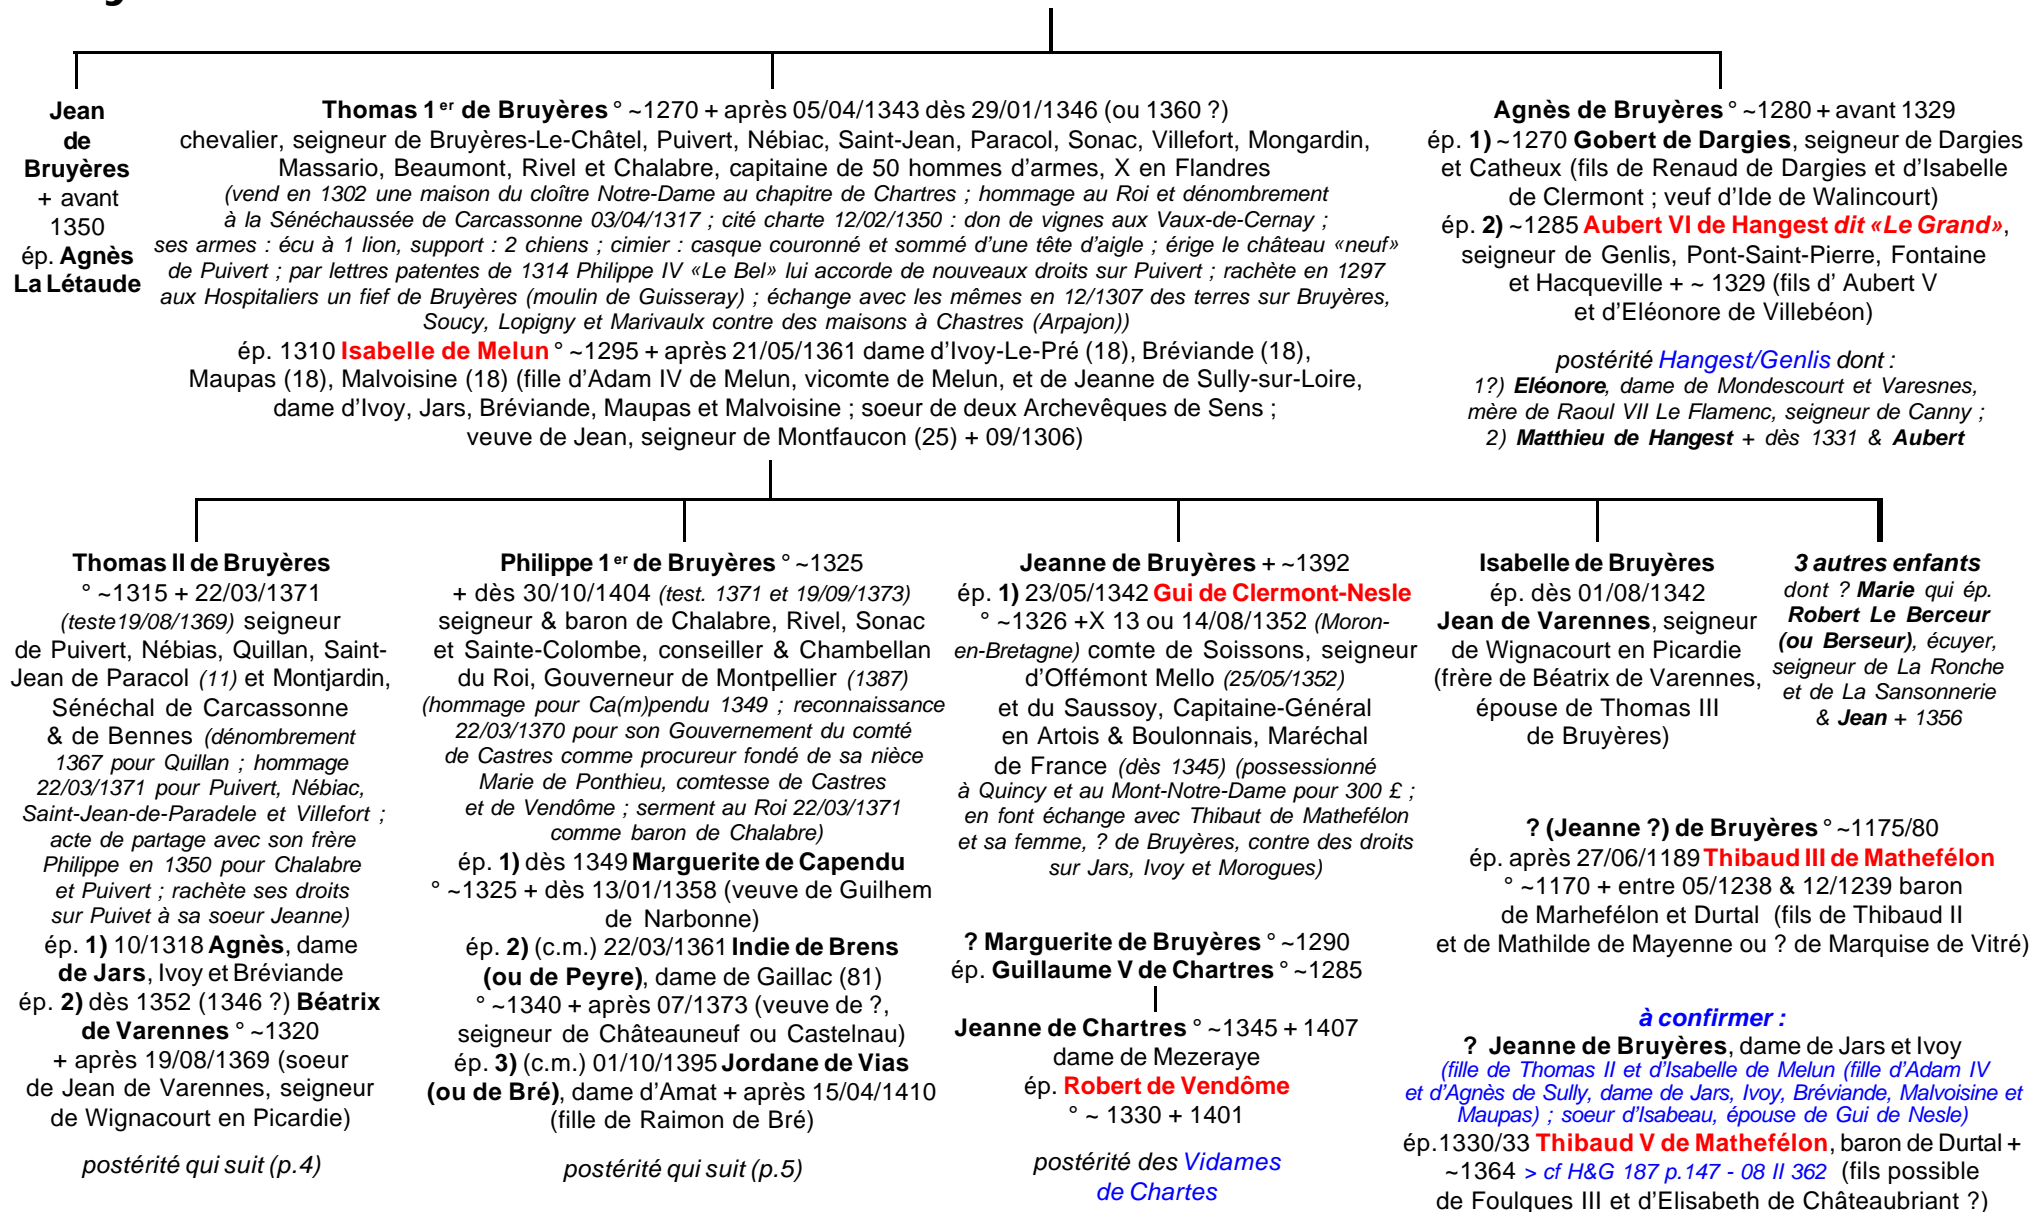 Jean
de
Bruyères
+ avant
1350
ép. Agnès
La Létaude
Thomas 1er de Bruyères ° ~1270 + après 05/04/1343 dès 29/01/1346 (ou 1360 ?)
chevalier, seigneur de Bruyères-Le-Châtel, Puivert, Nébiac, Saint-Jean, Paracol, Sonac, Villefort, Mongardin,
Massario, Beaumont, Rivel et Chalabre, capitaine de 50 hommes d'armes, X en Flandres
(vend en 1302 une maison du cloître Notre-Dame au chapitre de Chartres ; hommage au Roi et dénombrement
à la Sénéchaussée de Carcassonne 03/04/1317 ; cité charte 12/02/1350 : don de vignes aux Vaux-de-Cernay ;
ses armes : écu à 1 lion, support : 2 chiens ; cimier : casque couronné et sommé d'une tête d'aigle ; érige le château «neuf»
de Puivert ; par lettres patentes de 1314 Philippe IV «Le Bel» lui accorde de nouveaux droits sur Puivert ; rachète en 1297
aux Hospitaliers un fief de Bruyères (moulin de Guisseray) ; échange avec les mêmes en 12/1307 des terres sur Bruyères,
Soucy, Lopigny et Marivaulx contre des maisons à Chastres (Arpajon))
ép. 1310 Isabelle de Melun ° ~1295 + après 21/05/1361 dame d'Ivoy-Le-Pré (18), Bréviande (18),
Maupas (18), Malvoisine (18) (fille d'Adam IV de Melun, vicomte de Melun, et de Jeanne de Sully-sur-Loire,
dame d'Ivoy, Jars, Bréviande, Maupas et Malvoisine ; soeur de deux Archevêques de Sens ;
veuve de Jean, seigneur de Montfaucon (25) + 09/1306)
Agnès de Bruyères ° ~1280 + avant 1329
ép. 1) ~1270 Gobert de Dargies, seigneur de Dargies
et Catheux (fils de Renaud de Dargies et d'Isabelle
de Clermont ; veuf d'Ide de Walincourt)
ép. 2) ~1285 Aubert VI de Hangest dit «Le Grand»,
seigneur de Genlis, Pont-Saint-Pierre, Fontaine
et Hacqueville + ~ 1329 (fils d' Aubert V
et d'Eléonore de Villebéon)
postérité Hangest/Genlis dont :
1?) Eléonore, dame de Mondescourt et Varesnes,
mère de Raoul VII Le Flamenc, seigneur de Canny ;
2) Matthieu de Hangest + dès 1331 & Aubert
Thomas II de Bruyères
° ~1315 + 22/03/1371
(teste19/08/1369) seigneur
de Puivert, Nébias, Quillan, Saint-
Jean de Paracol (11) et Montjardin,
Sénéchal de Carcassonne
& de Bennes (dénombrement
1367 pour Quillan ; hommage
22/03/1371 pour Puivert, Nébiac,
Saint-Jean-de-Paradele et Villefort ;
acte de partage avec son frère
Philippe en 1350 pour Chalabre
et Puivert ; rachète ses droits
sur Puivet à sa soeur Jeanne)
ép. 1) 10/1318 Agnès, dame
de Jars, Ivoy et Bréviande
ép. 2) dès 1352 (1346 ?) Béatrix
de Varennes ° ~1320
+ après 19/08/1369 (soeur
de Jean de Varennes, seigneur
de Wignacourt en Picardie)
postérité qui suit (p.4)
Philippe 1er de Bruyères ° ~1325
+ dès 30/10/1404 (test. 1371 et 19/09/1373)
seigneur & baron de Chalabre, Rivel, Sonac
et Sainte-Colombe, conseiller & Chambellan
du Roi, Gouverneur de Montpellier (1387)
(hommage pour Ca(m)pendu 1349 ; reconnaissance
22/03/1370 pour son Gouvernement du comté
de Castres comme procureur fondé de sa nièce
Marie de Ponthieu, comtesse de Castres
et de Vendôme ; serment au Roi 22/03/1371
comme baron de Chalabre)
ép. 1) dès 1349 Marguerite de Capendu
° ~1325 + dès 13/01/1358 (veuve de Guilhem
de Narbonne)
ép. 2) (c.m.) 22/03/1361 Indie de Brens
(ou de Peyre), dame de Gaillac (81)
° ~1340 + après 07/1373 (veuve de ?,
seigneur de Châteauneuf ou Castelnau)
ép. 3) (c.m.) 01/10/1395 Jordane de Vias
(ou de Bré), dame d'Amat + après 15/04/1410
(fille de Raimon de Bré)
postérité qui suit (p.5)
Jeanne de Bruyères + ~1392
ép. 1) 23/05/1342 Gui de Clermont-Nesle
° ~1326 +X 13 ou 14/08/1352 (Moron-
en-Bretagne) comte de Soissons, seigneur
d'Offémont Mello (25/05/1352)
et du Saussoy, Capitaine-Général
en Artois & Boulonnais, Maréchal
de France (dès 1345) (possessionné
à Quincy et au Mont-Notre-Dame pour 300 £ ;
en font échange avec Thibaut de Mathefélon
et sa femme, ? de Bruyères, contre des droits
sur Jars, Ivoy et Morogues)
? Marguerite de Bruyères ° ~1290
ép. Guillaume V de Chartres ° ~1285
Jeanne de Chartres ° ~1345 + 1407
dame de Mezeraye
ép. Robert de Vendôme
° ~ 1330 + 1401
postérité des Vidames
de Chartes
Isabelle de Bruyères
ép. dès 01/08/1342
Jean de Varennes, seigneur
de Wignacourt en Picardie
(frère de Béatrix de Varennes,
épouse de Thomas III
de Bruyères)
3 autres enfants
dont ? Marie qui ép.
Robert Le Berceur
(ou Berseur), écuyer,
seigneur de La Ronche
et de La Sansonnerie
& Jean + 1356
? (Jeanne ?) de Bruyères ° ~1175/80
ép. après 27/06/1189 Thibaud III de Mathefélon
° ~1170 + entre 05/1238 & 12/1239 baron
de Marhefélon et Durtal (fils de Thibaud II
et de Mathilde de Mayenne ou ? de Marquise de Vitré)
à confirmer :
? Jeanne de Bruyères, dame de Jars et Ivoy
(fille de Thomas II et d'Isabelle de Melun (fille d'Adam IV
et d'Agnès de Sully, dame de Jars, Ivoy, Bréviande, Malvoisine et
Maupas) ; soeur d'Isabeau, épouse de Gui de Nesle)
ép.1330/33 Thibaud V de Mathefélon, baron de Durtal +
~1364 > cf H&G 187 p.147 - 08 II 362 (fils possible
de Foulques III et d'Elisabeth de Châteaubriant ?)